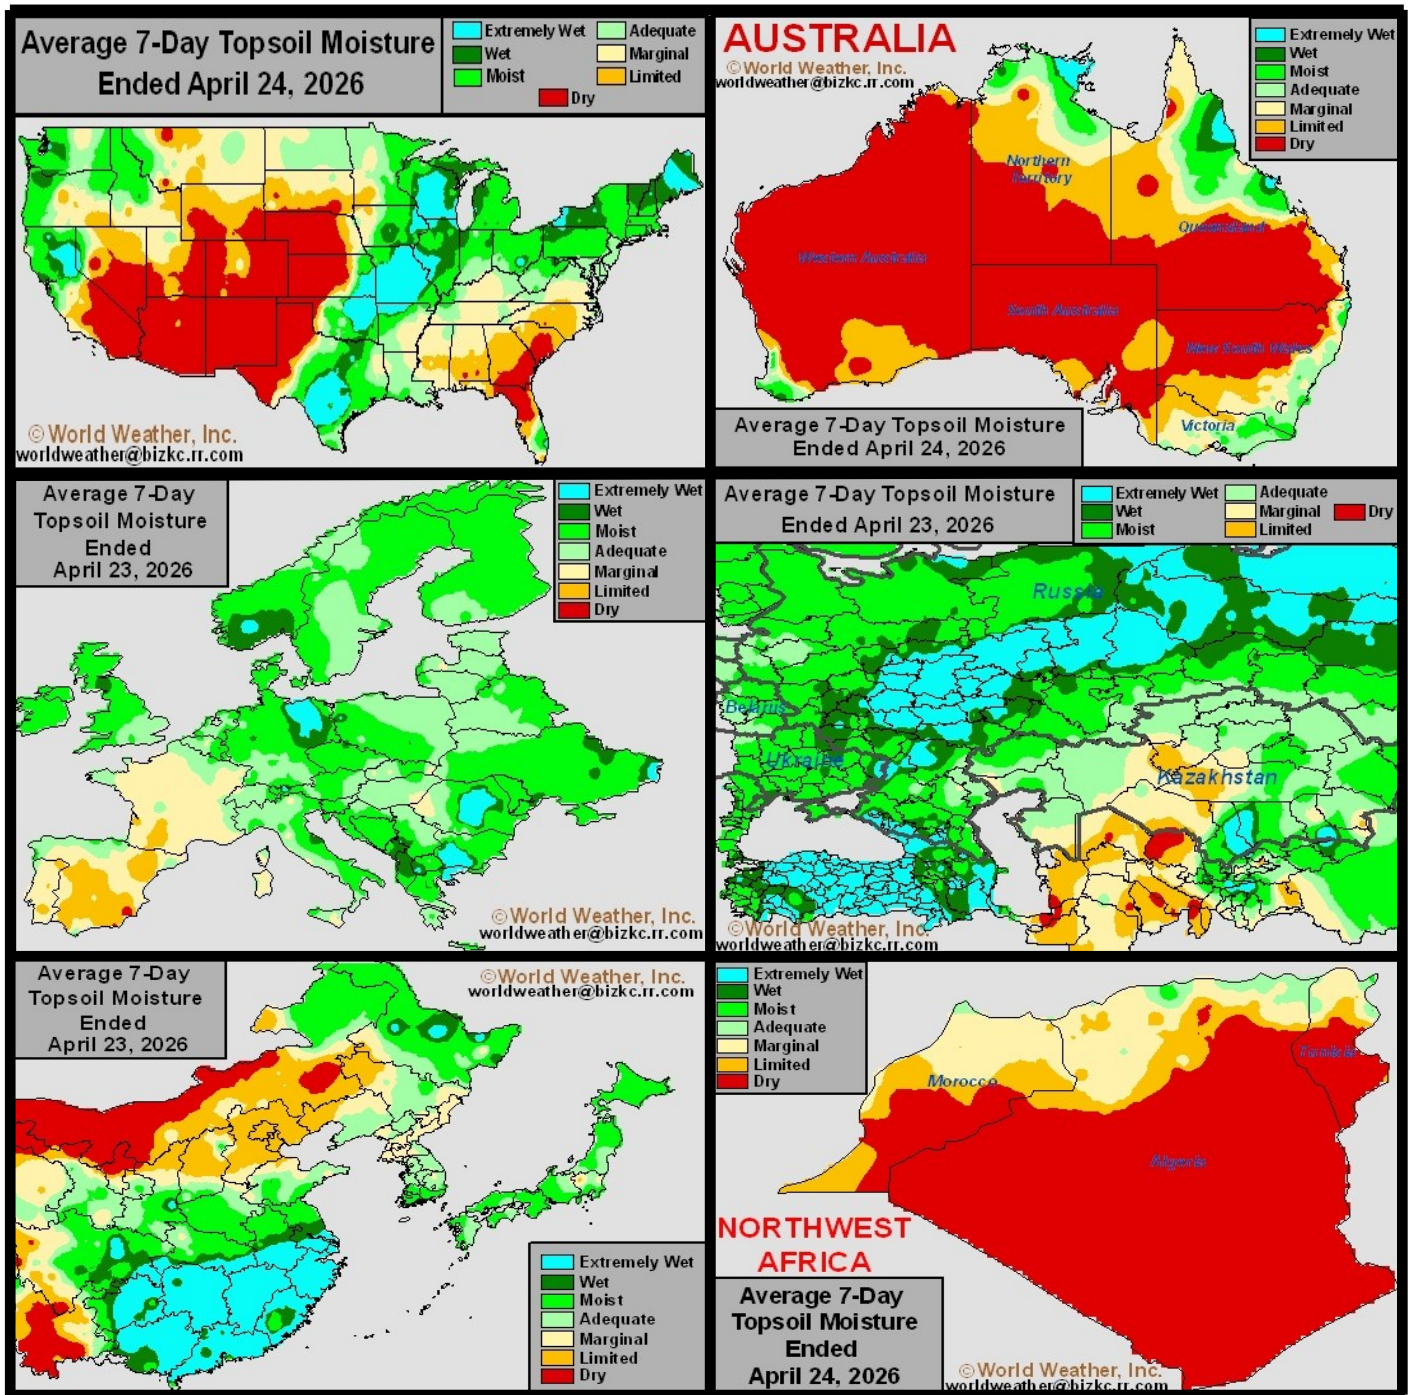 Average 7-Day Topsoil Moisture
Ended April 24, 2026
Extremely Wet
Wet
Moist
Adequate
Marginal
Limited
Dry
© World Weather, Inc.
worldweather@bizkc.rr.com
AUSTRALIA
© World Weather, Inc.
worldweather@bizkc.rr.com
Extremely Wet
Wet
Moist
Adequate
Marginal
Limited
Dry
Northern
Territory
Queensland
Western Australia
South Australia
New South Wales
Victoria
Average 7-Day Topsoil Moisture
Ended April 24, 2026
Average 7-Day
Topsoil Moisture
Ended
April 23, 2026
Extremely Wet
Wet
Moist
Adequate
Marginal
Limited
Dry
© World Weather, Inc.
worldweather@bizkc.rr.com
Average 7-Day Topsoil Moisture
Ended April 23, 2026
Extremely Wet
Wet
Moist
Adequate
Marginal
Limited
Dry
Russia
Belarus
Ukraine
Kazakhstan
© World Weather, Inc.
worldweather@bizkc.rr.com
Average 7-Day
Topsoil Moisture
Ended
April 23, 2026
© World Weather, Inc.
worldweather@bizkc.rr.com
Extremely Wet
Wet
Moist
Adequate
Marginal
Limited
Dry
Extremely Wet
Wet
Moist
Adequate
Marginal
Limited
Dry
Tunisia
Morocco
Algeria
NORTHWEST
AFRICA
Average 7-Day
Topsoil Moisture
Ended
April 24, 2026
© World Weather, Inc.
worldweather@bizkc.rr.com